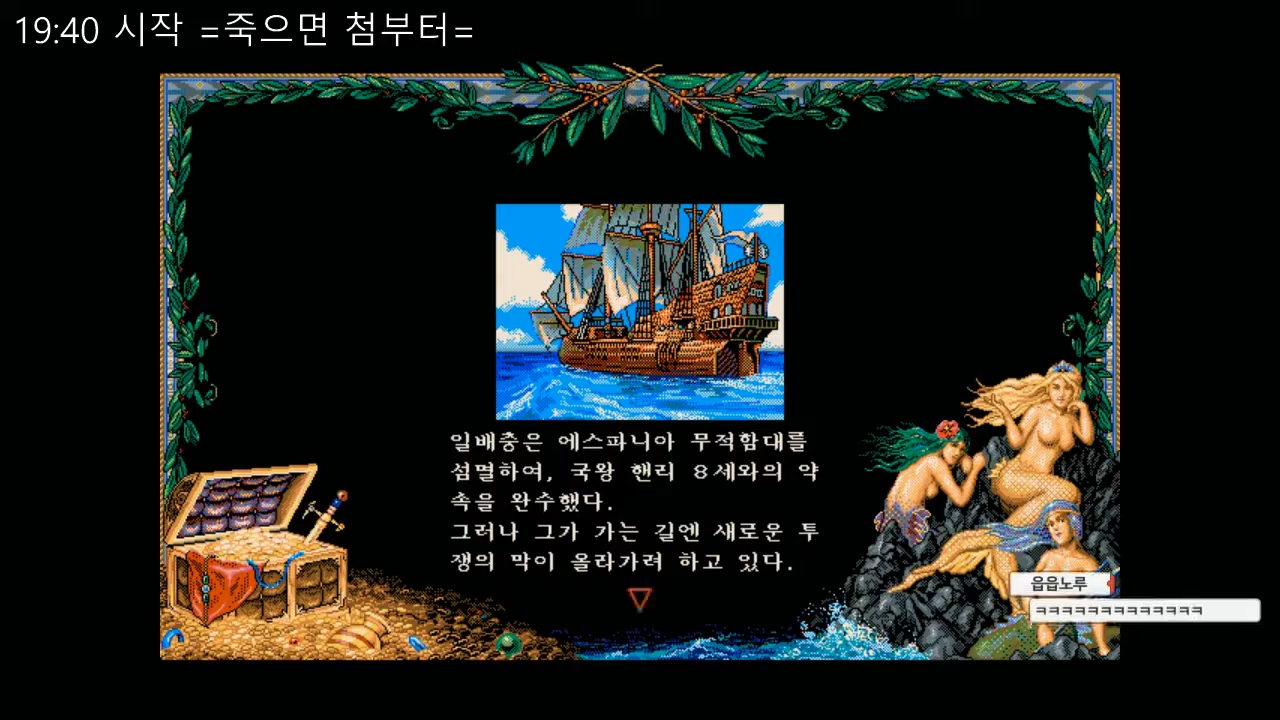 19:40 시작 =죽으면 첨부터=
일배충은 에스파니아 무적함대를
섬멸하여, 국왕 핸리 8세와의 약
속을 완수했다.
그러나 그가 가는 길엔 새로운 투
쟁의 막이 올라가려 하고 있다.
읍읍노루
ㅋㅋㅋㅋㅋㅋㅋㅋㅋㅋㅋㅋㅋ